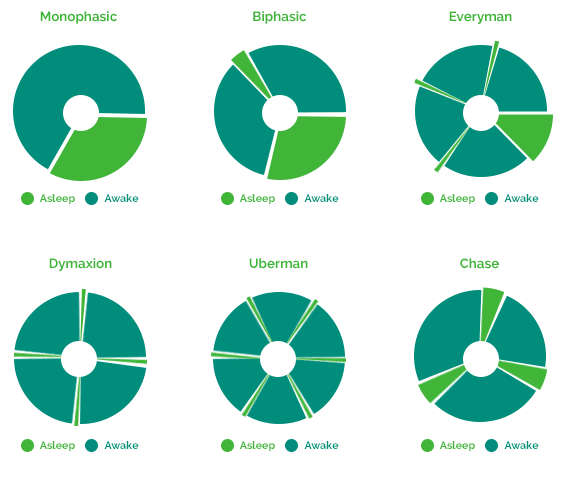 Monophasic
Biphasic
Everyman
Asleep Awake
Asleep Awake
Asleep Awake
Dymaxion
Uberman
Chase
Asleep Awake
Asleep Awake
Asleep Awake